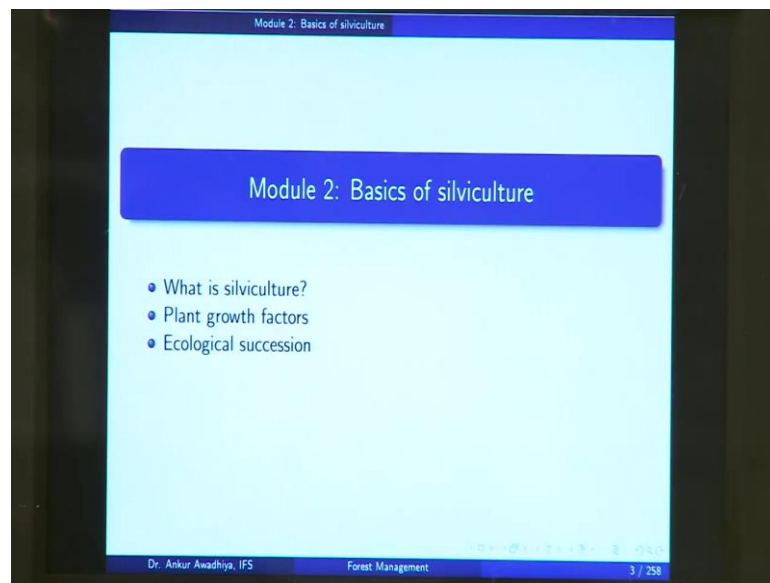 Module 2: Basics of silviculture
Module 2: Basics of silviculture
What is silviculture?
Plant growth factors
Ecological succession
Dr. Ankur Awadhiya, IFS Forest Management 3 / 258